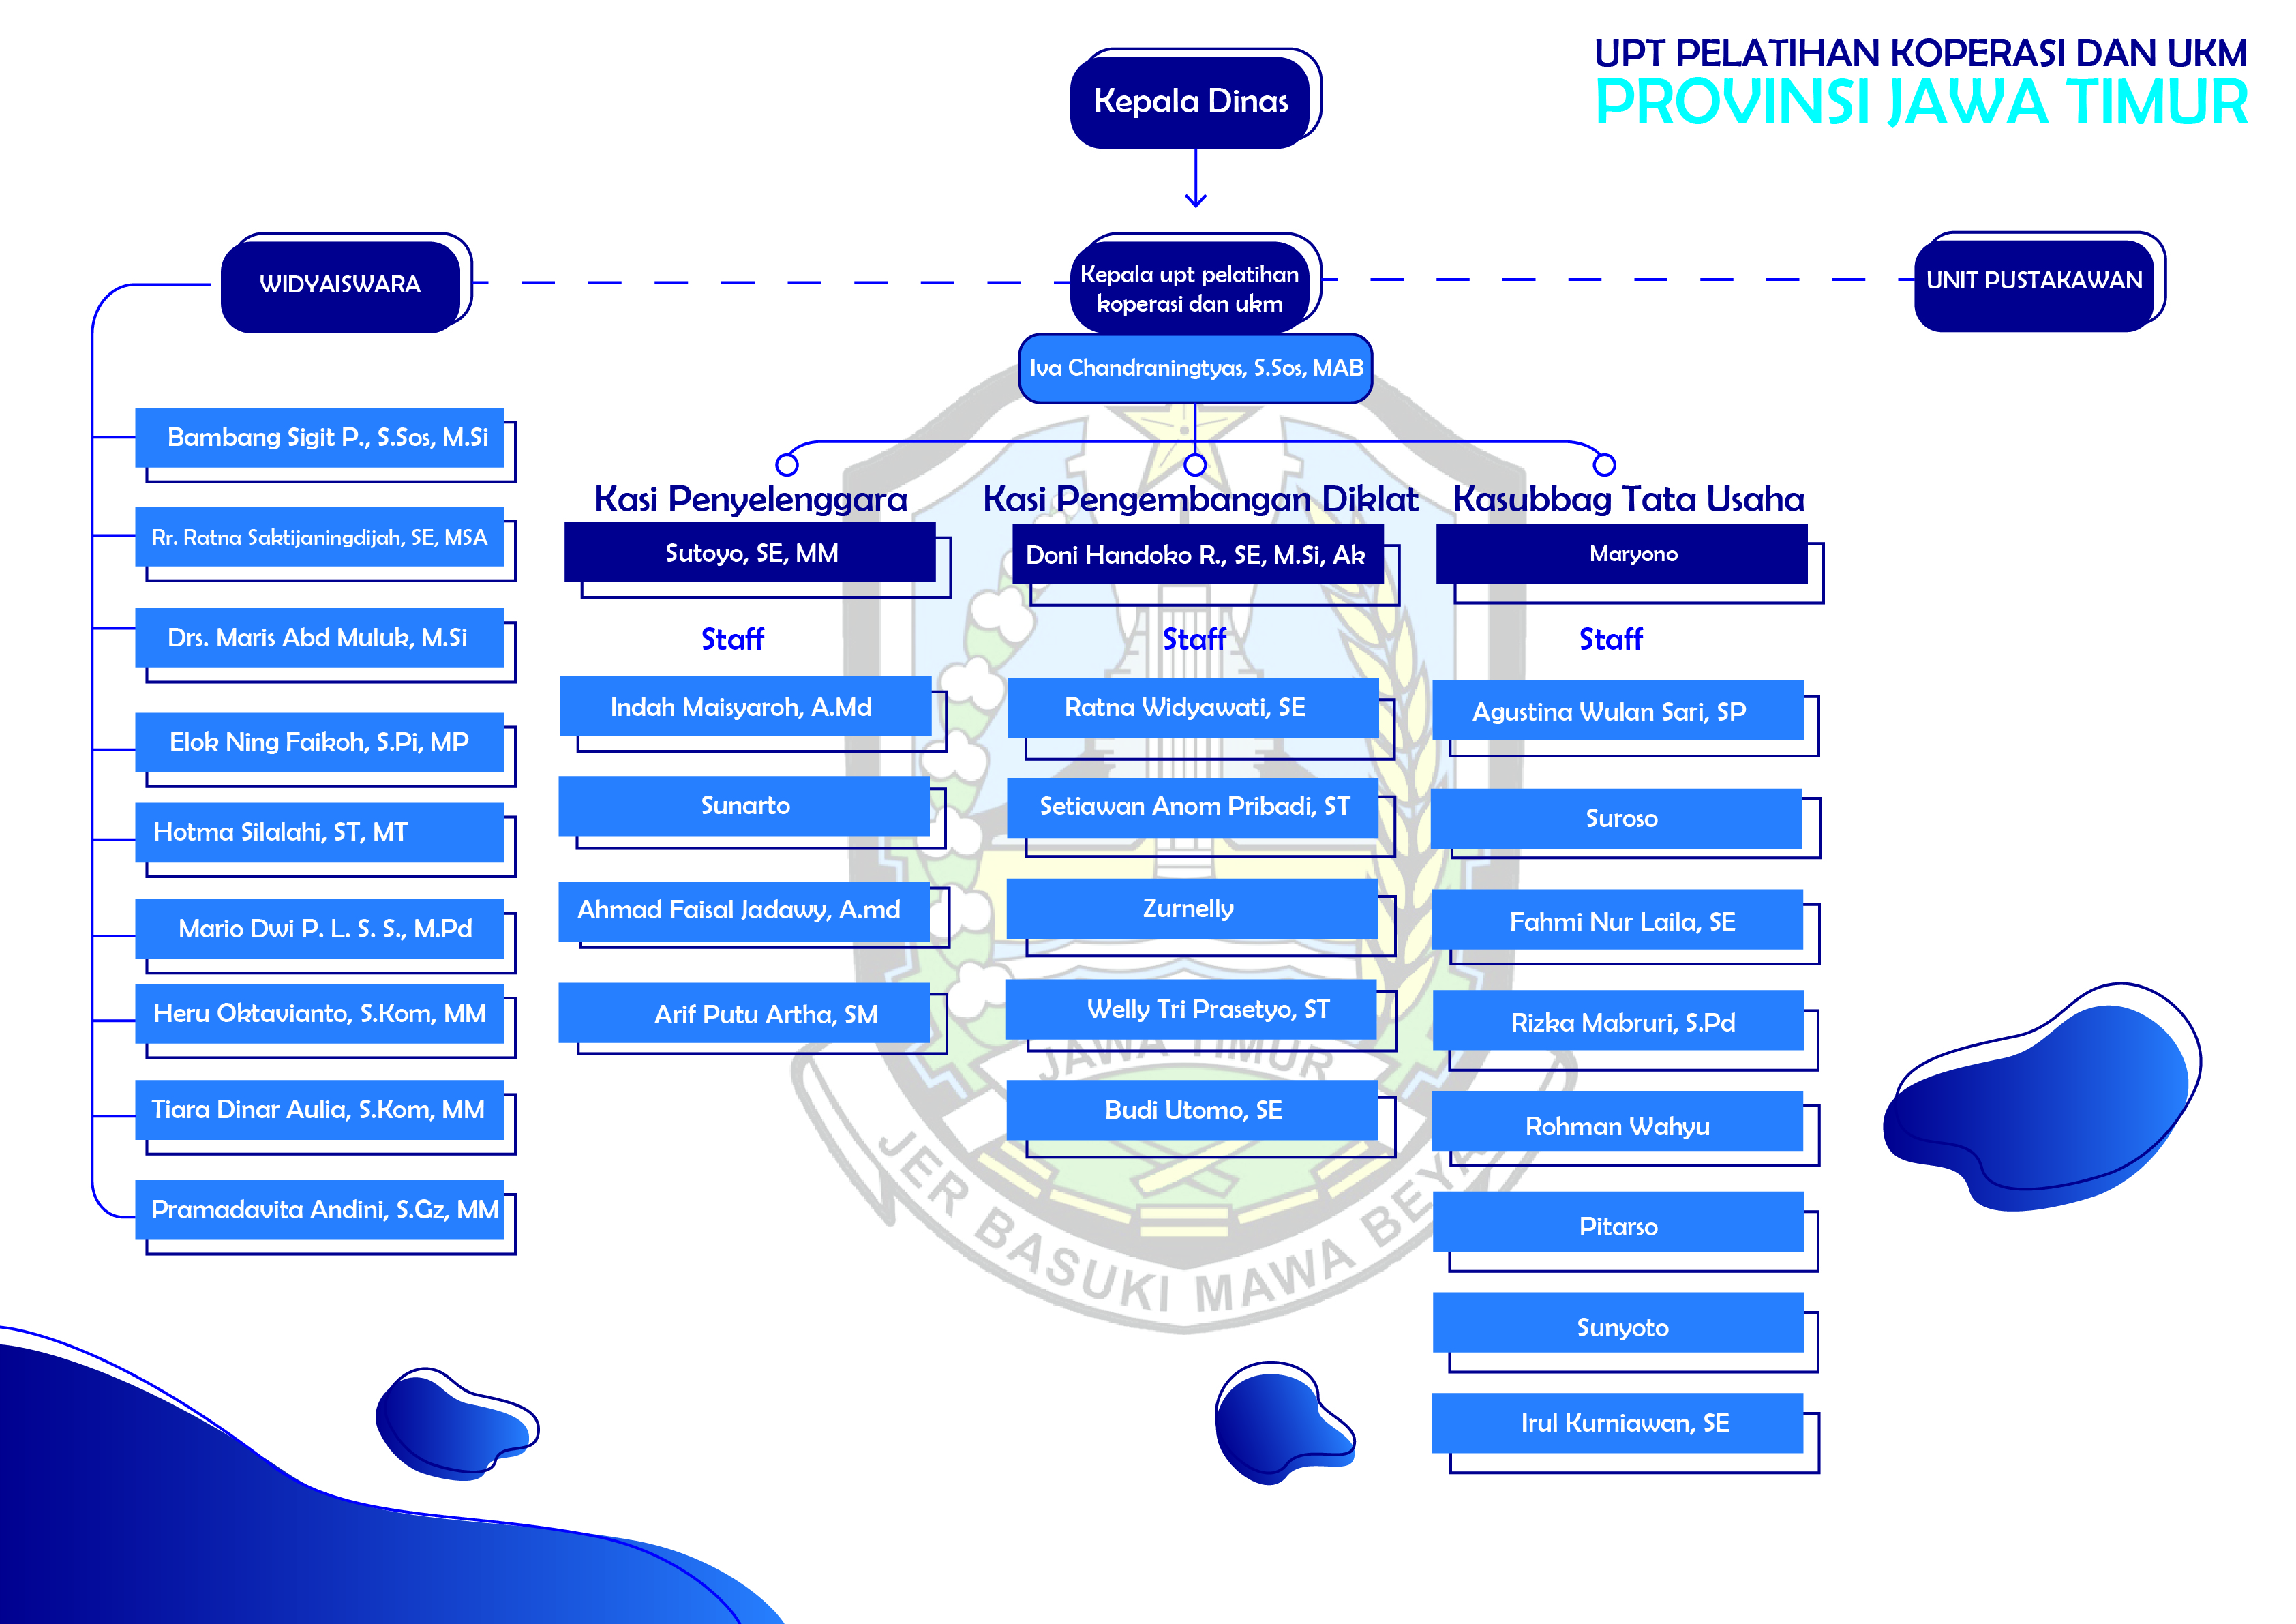 UPT PELATIHAN KOPERASI DAN UKM
PROVINSI JAWA TIMUR
Kepala Dinas
WIDYAISWARA
Kepala upt pelatihan
koperasi dan ukm
UNIT PUSTAKAWAN
Iva Chandraningtyas, S.Sos, MAB
Bambang Sigit P., S.Sos, M.Si
Rr. Ratna Saktijaningdijah, SE, MSA
Drs. Maris Abd Muluk, M.Si
Elok Ning Faikoh, S.Pi, MP
Hotma Silalahi, ST, MT
Mario Dwi P. L. S. S., M.Pd
Heru Oktavianto, S.Kom, MM
Tiara Dinar Aulia, S.Kom, MM
Pramadavita Andini, S.Gz, MM
Kasi Penyelenggara
Sutoyo, SE, MM
Staff
Indah Maisyaroh, A.Md
Sunarto
Ahmad Faisal Jadawy, A.md
Arif Putu Artha, SM
Kasi Pengembangan Diklat
Doni Handoko R., SE, M.Si, Ak
Staff
Ratna Widyawati, SE
Setiawan Anom Pribadi, ST
Zurnelly
Welly Tri Prasetyo, ST
Budi Utomo, SE
Kasubbag Tata Usaha
Maryono
Staff
Agustina Wulan Sari, SP
Suroso
Fahmi Nur Laila, SE
Rizka Mabruri, S.Pd
Rohman Wahyu
Pitarso
Sunyoto
Irul Kurniawan, SE
JAWA TIMUR
JER BASUKI MAWA BEYA